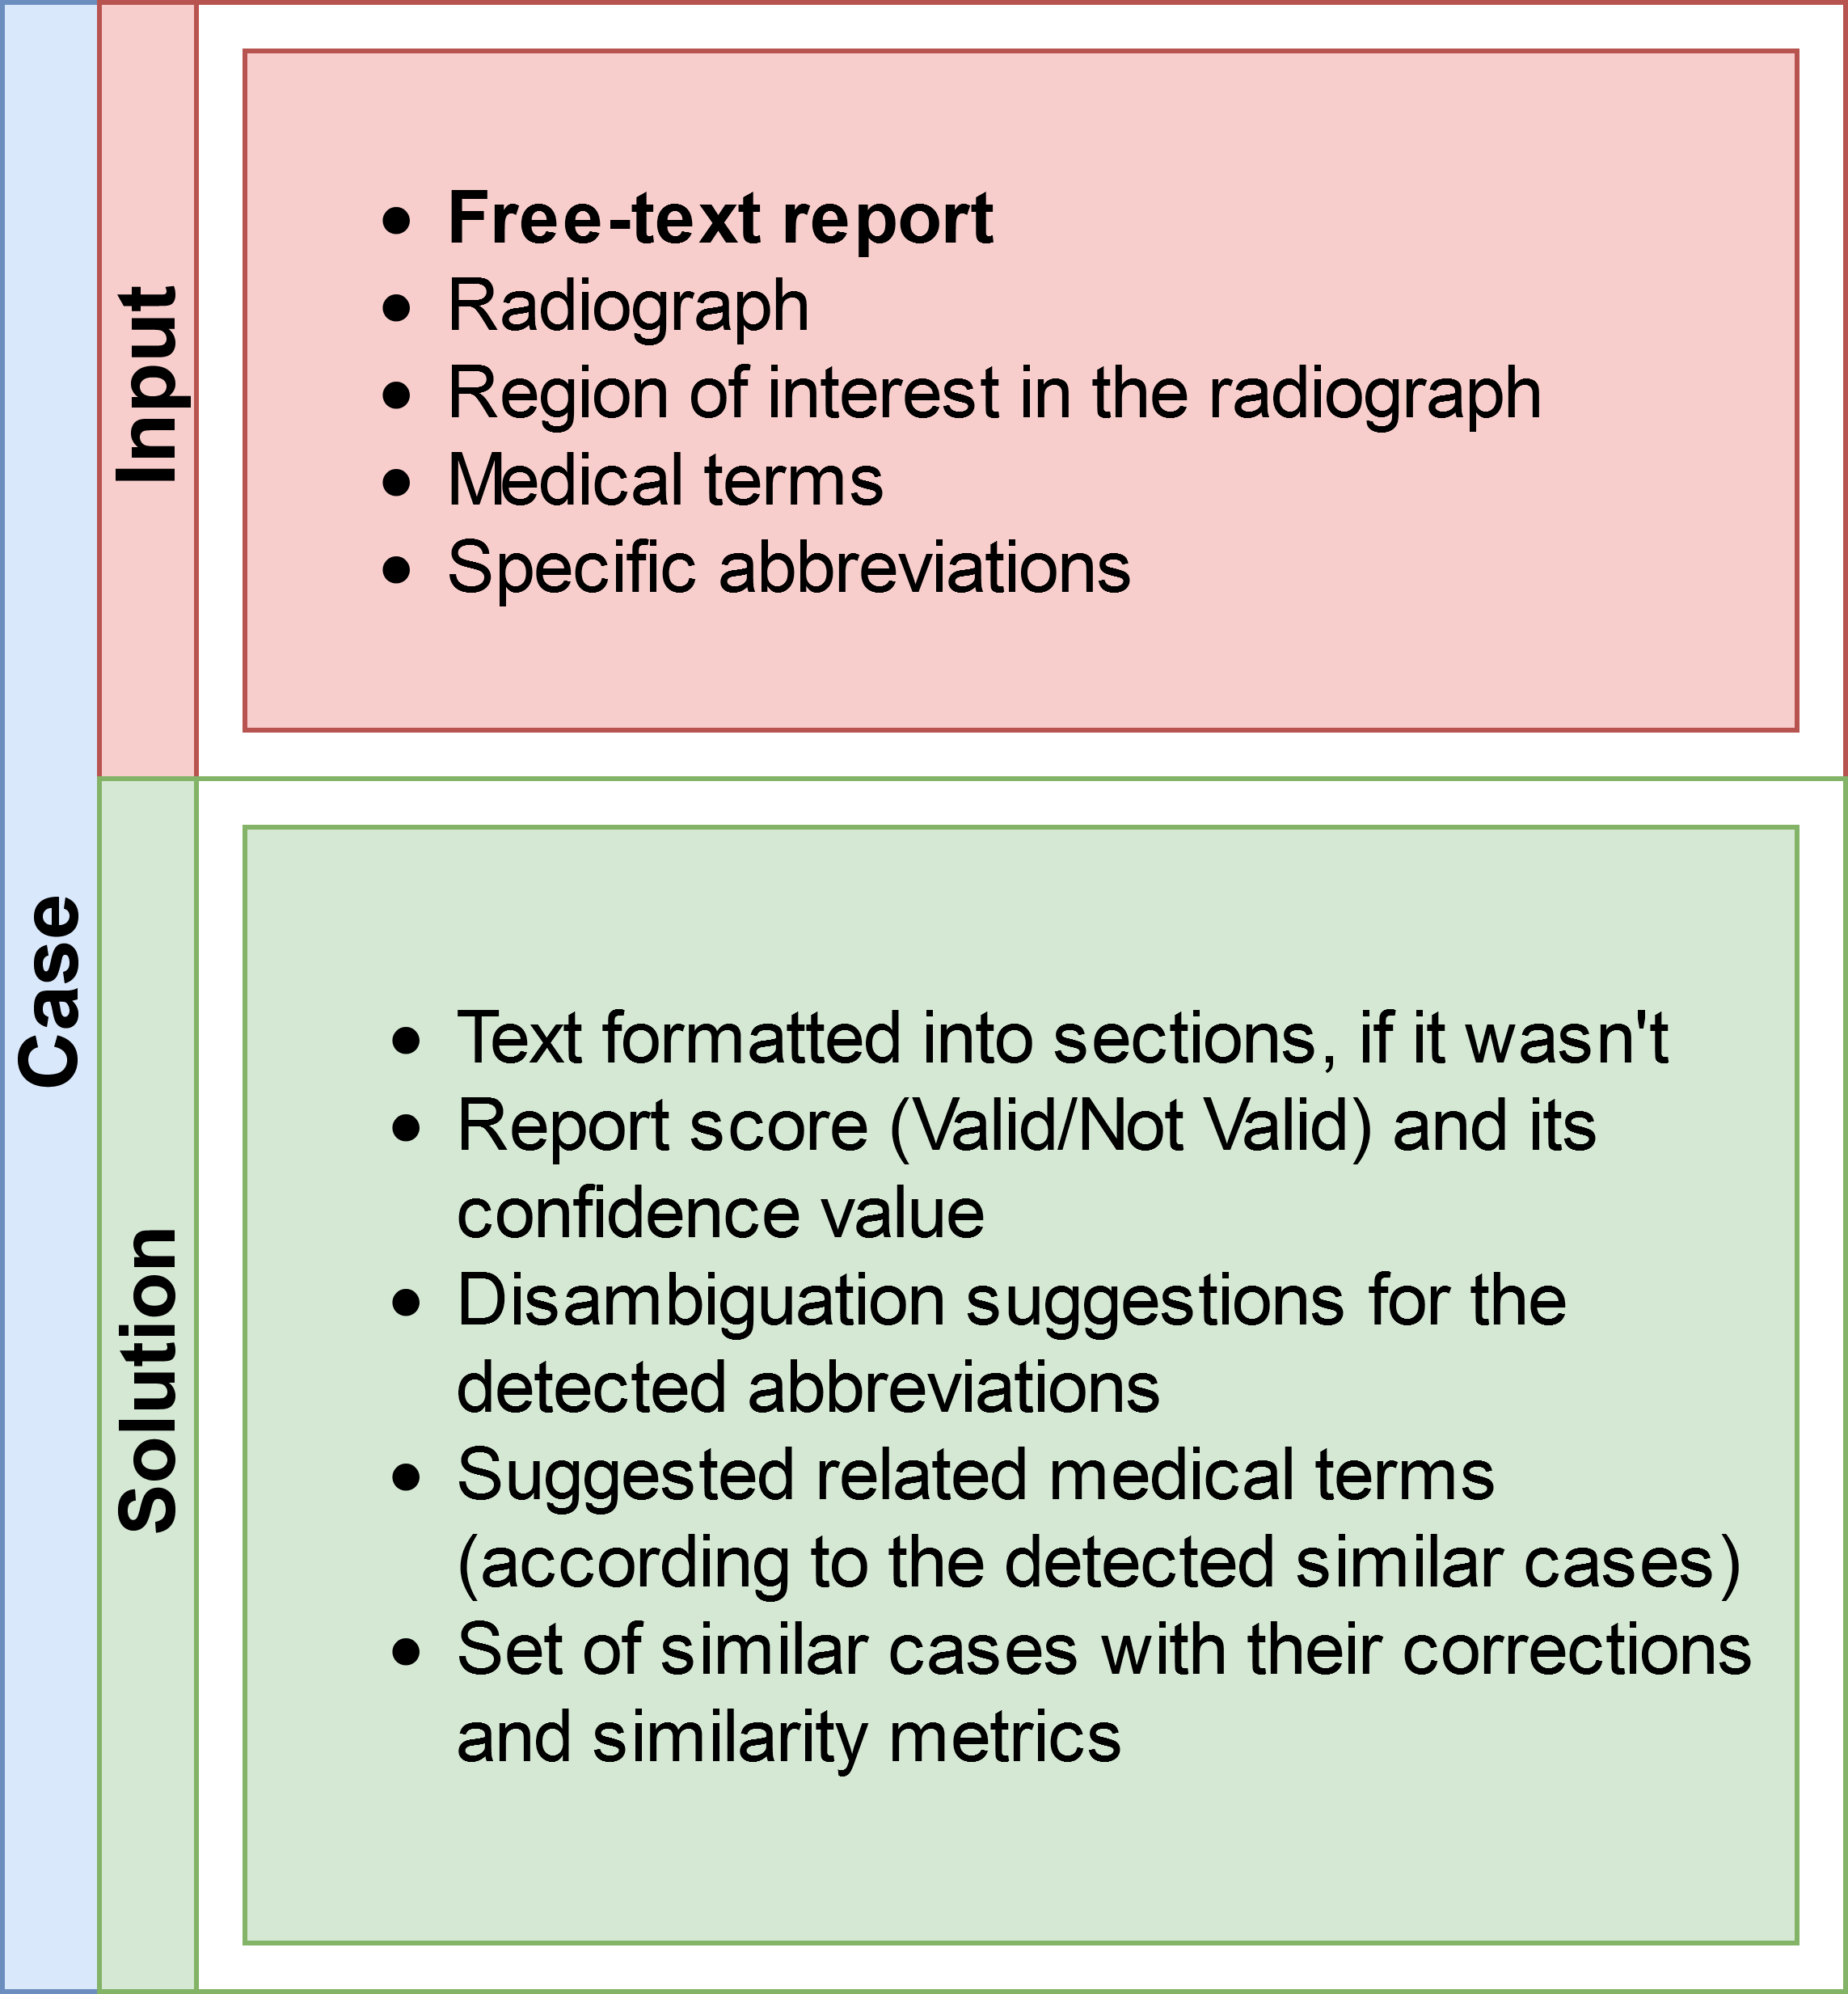 Case
Input
• Free-text report
• Radiograph
• Region of interest in the radiograph
• Medical terms
• Specific abbreviations
Solution
• Text formatted into sections, if it wasn't
• Report score (Valid/Not Valid) and its
confidence value
• Disambiguation suggestions for the
detected abbreviations
• Suggested related medical terms
(according to the detected similar cases)
• Set of similar cases with their corrections
and similarity metrics